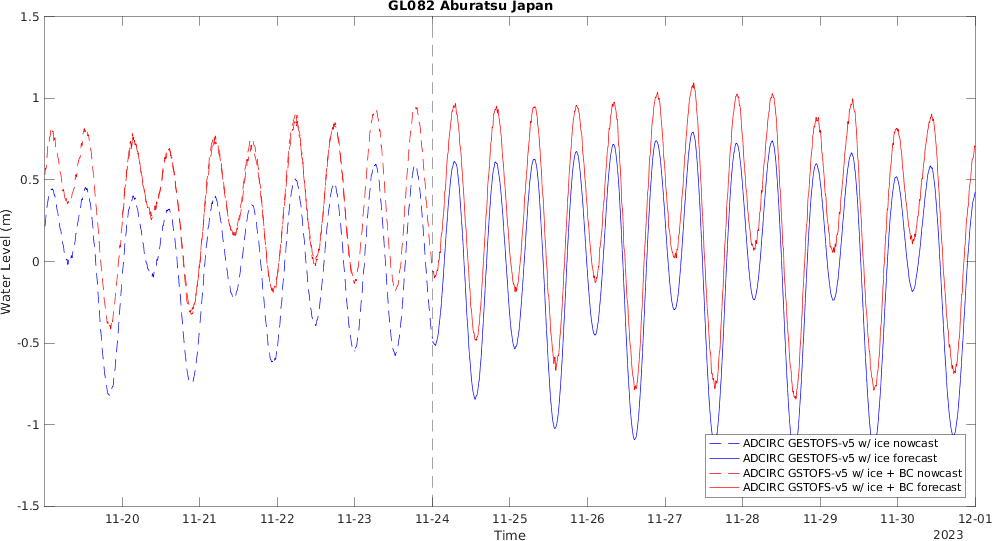 GL082 Aburatsu Japan
1.5
1
0.5
0
-0.5
-1
-1.5
Water Level (m)
ADCIRC GESTOFS-v5 w/ ice nowcast
ADCIRC GESTOFS-v5 w/ ice forecast
ADCIRC GSTOFS-v5 w/ ice + BC nowcast
ADCIRC GSTOFS-v5 w/ ice + BC forecast
11-20 11-21 11-22 11-23 11-24 11-25 11-26 11-27 11-28 11-29 11-30 12-01
Time
2023